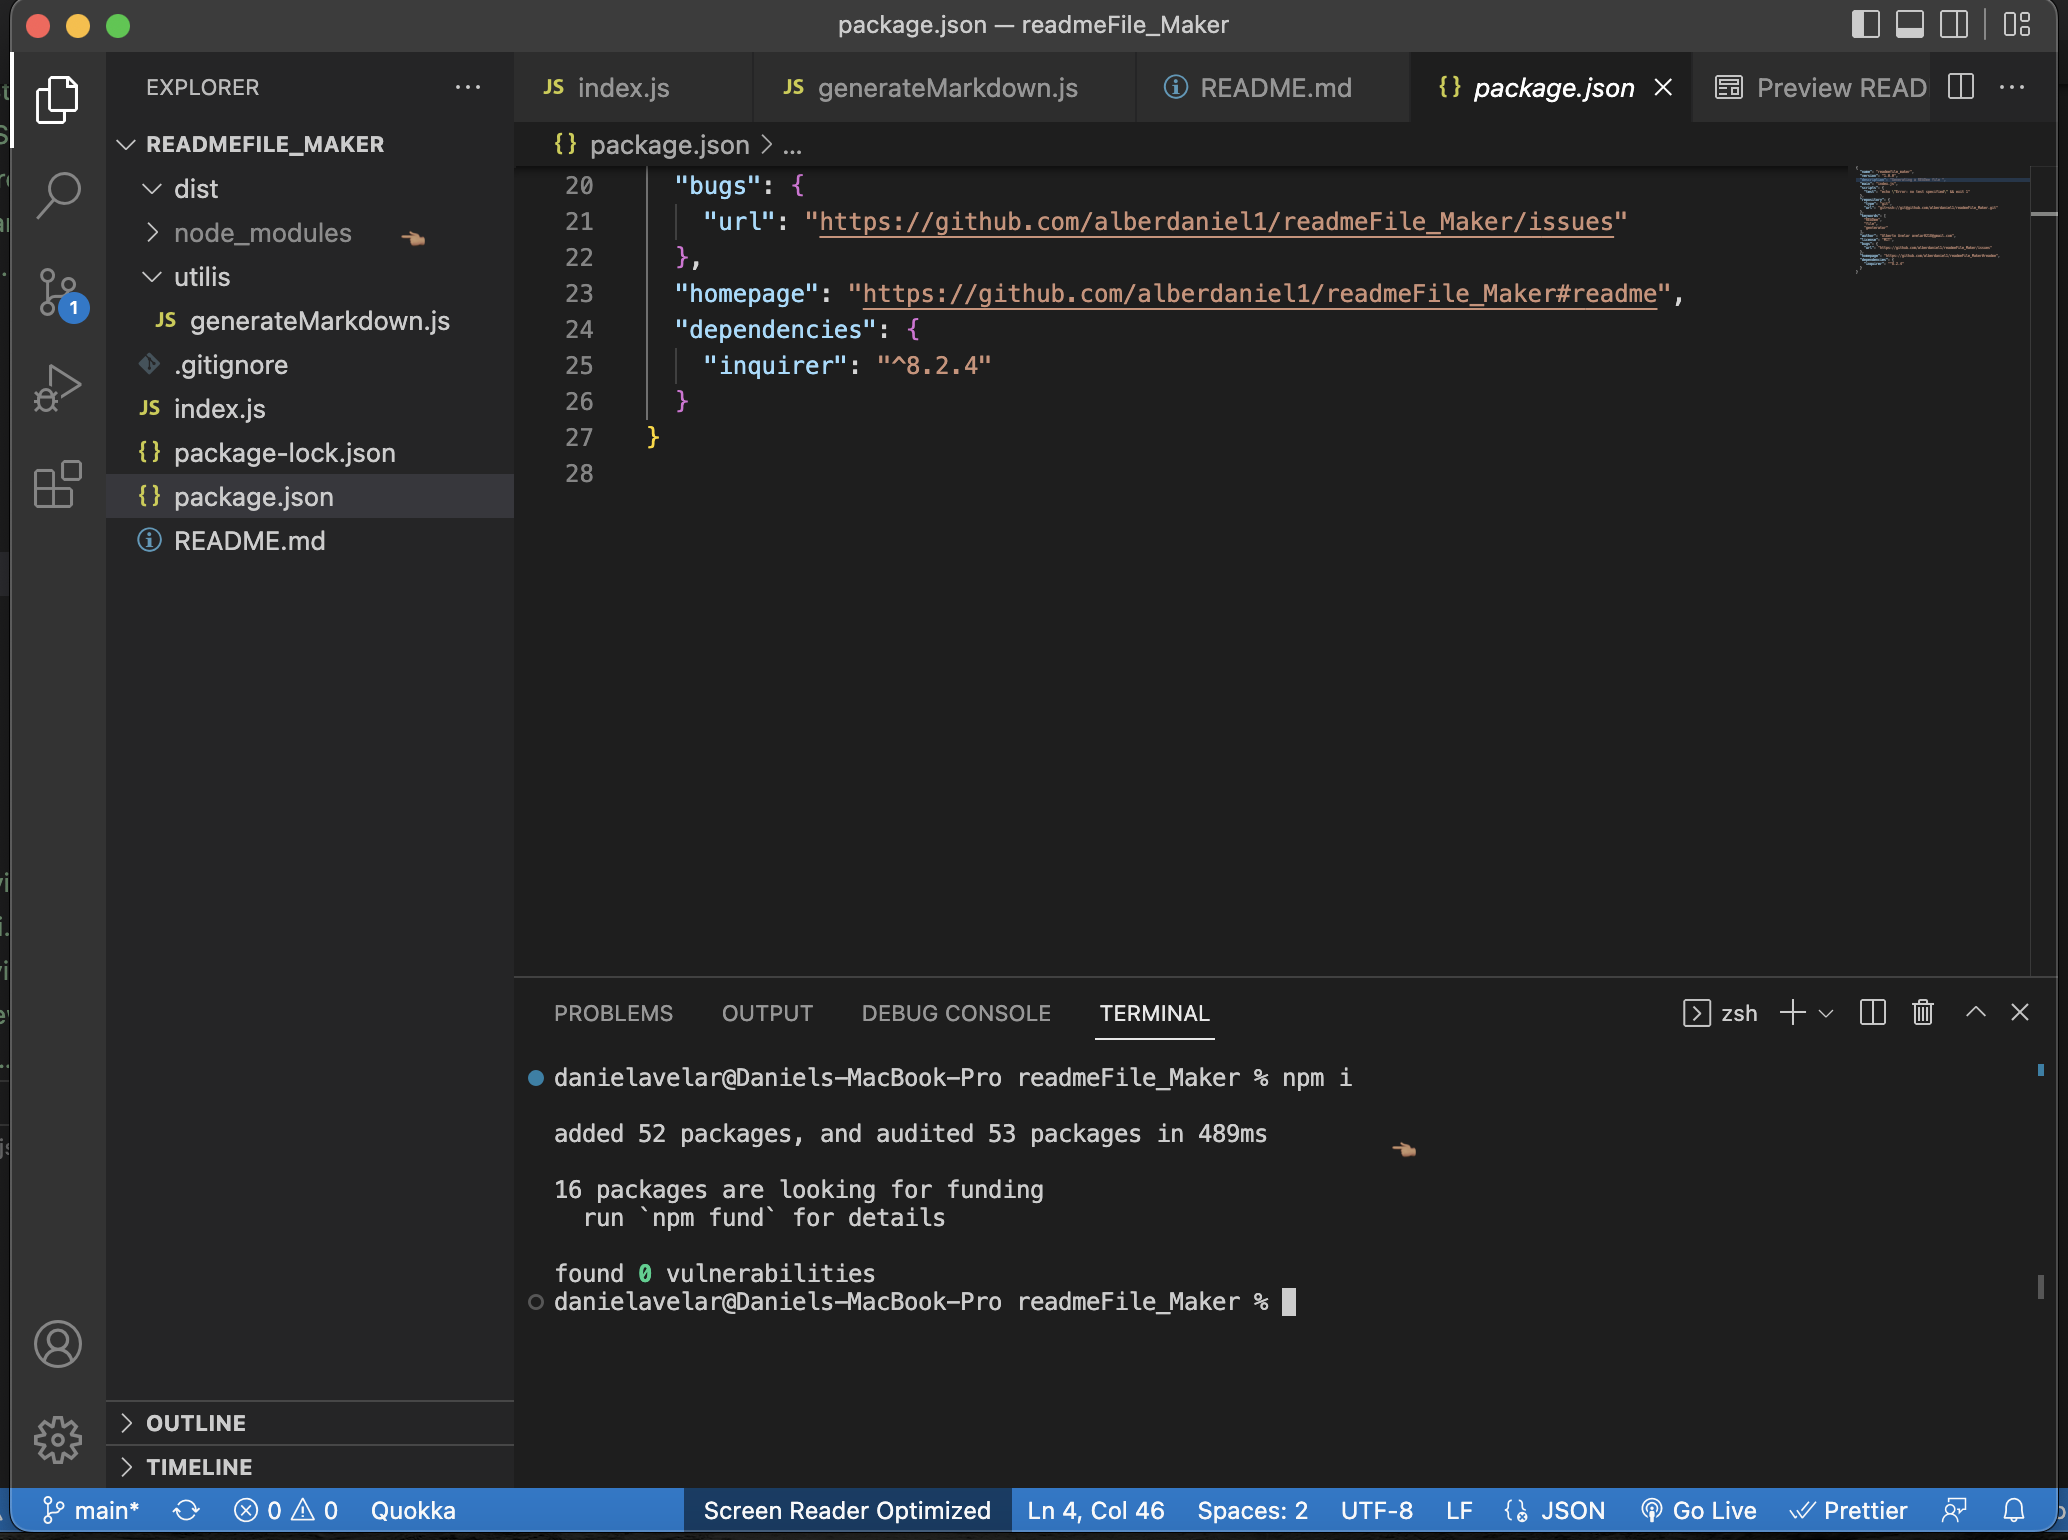 package.json — readmeFile_Maker
EXPLORER
READMEFILE_MAKER
dist
node_modules
utilis
JS generateMarkdown.js
.gitignore
JS index.js
{} package-lock.json
{} package.json
README.md
OUTLINE
TIMELINE
1
JS index.js
JS generateMarkdown.js
README.md
{} package.json
Preview READ
{} package.json > ...
20 "bugs": {
21 "url": "https://github.com/alberdaniel1/readmeFile_Maker/issues"
22 },
23 "homepage": "https://github.com/alberdaniel1/readmeFile_Maker#readme",
24 "dependencies": {
25 "inquirer": "^8.2.4"
26 }
27 }
28
PROBLEMS OUTPUT DEBUG CONSOLE TERMINAL
zsh
danielavelar@Daniels-MacBook-Pro readmeFile_Maker % npm i
added 52 packages, and audited 53 packages in 489ms
16 packages are looking for funding
run `npm fund` for details
found 0 vulnerabilities
danielavelar@Daniels-MacBook-Pro readmeFile_Maker %
main* 0 0 Quokka Screen Reader Optimized Ln 4, Col 46 Spaces: 2 UTF-8 LF {} JSON Go Live Prettier